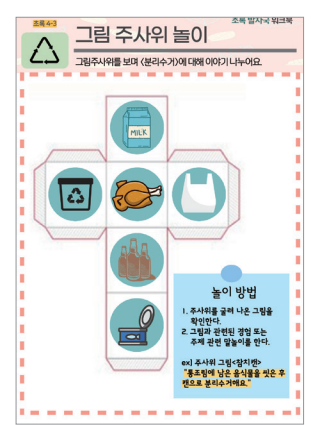 초록 발자국 워크북
초록 4-3
그림 주사위 놀이
그림주사위를 보며 <분리수거>에 대해 이야기 나누어요.
MILK
놀이 방법
1. 주사위를 굴려 나온 그림을
확인한다.
2. 그림과 관련된 경험 또는
주제 관련 말놀이를 한다.
ex) 주사위 그림<참치캔>
"통조림에 남은 음식물을 씻은 후
캔으로 분리수거해요."